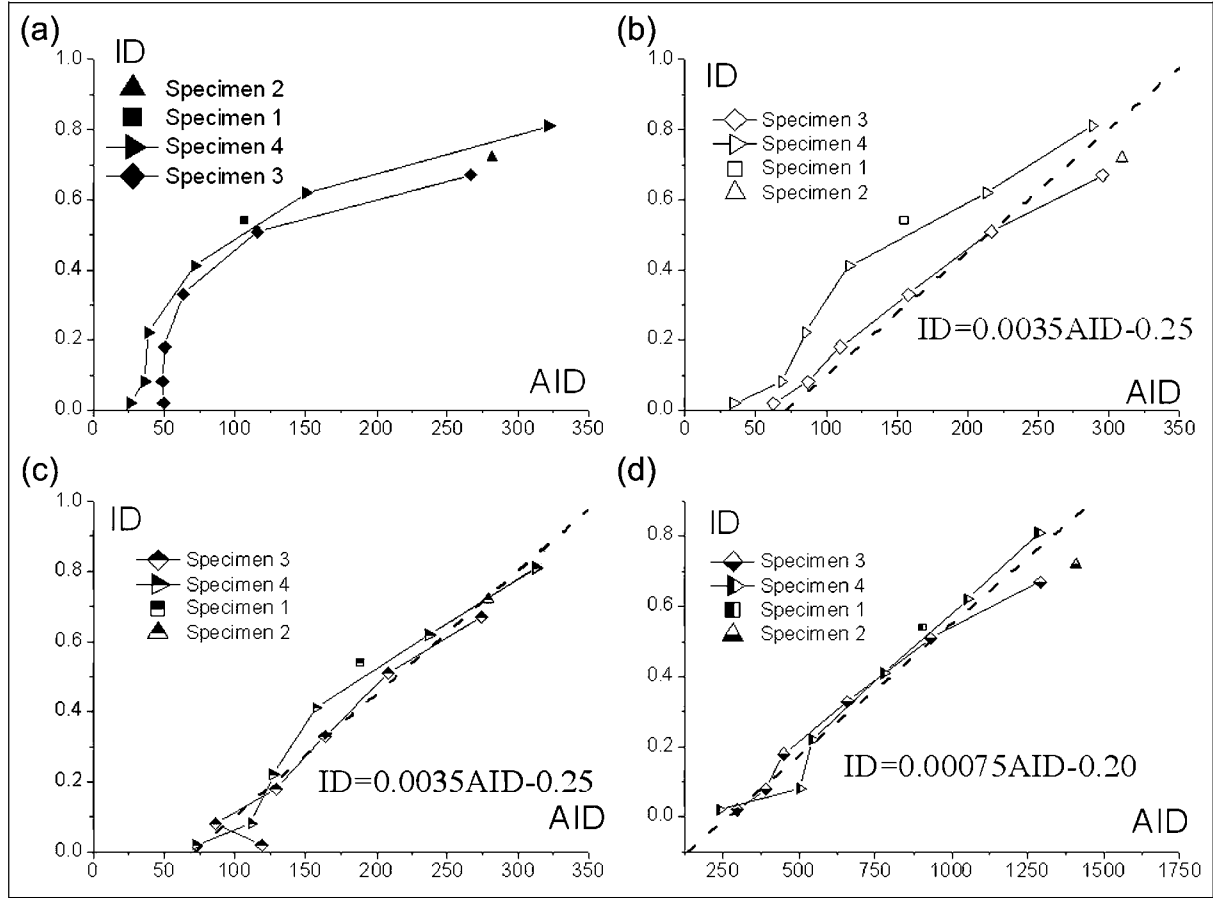 (a)
ID
Specimen 2
Specimen 1
Specimen 4
Specimen 3
1.0
0.8
0.6
0.4
0.2
0.0
AID
0 50 100 150 200 250 300 350
(b)
ID
Specimen 3
Specimen 4
Specimen 1
Specimen 2
1.0
0.8
0.6
0.4
0.2
0.0
ID=0.0035AID-0.25
AID
0 50 100 150 200 250 300 350
(c)
ID
Specimen 3
Specimen 4
Specimen 1
Specimen 2
1.0
0.8
0.6
0.4
0.2
0.0
ID=0.0035AID-0.25
AID
0 50 100 150 200 250 300 350
(d)
ID
Specimen 3
Specimen 4
Specimen 1
Specimen 2
0.8
0.6
0.4
0.2
0.0
ID=0.00075AID-0.20
AID
250 500 750 1000 1250 1500 1750